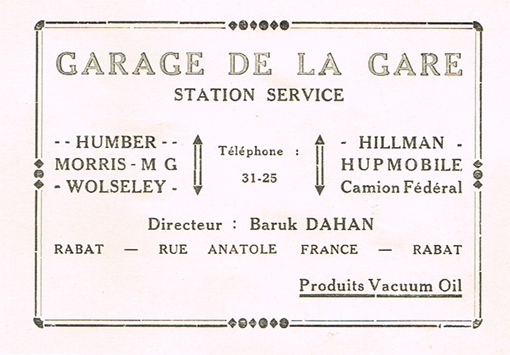 GARAGE DE LA GARE
STATION SERVICE
- - HUMBER - -
MORRIS - M G
- WOLSELEY -
Téléphone :
31-25
- HILLMAN -
HUPMOBILE
Camion Fédéral
Directeur : Baruk DAHAN
RABAT — RUE ANATOLE FRANCE — RABAT
Produits Vacuum Oil